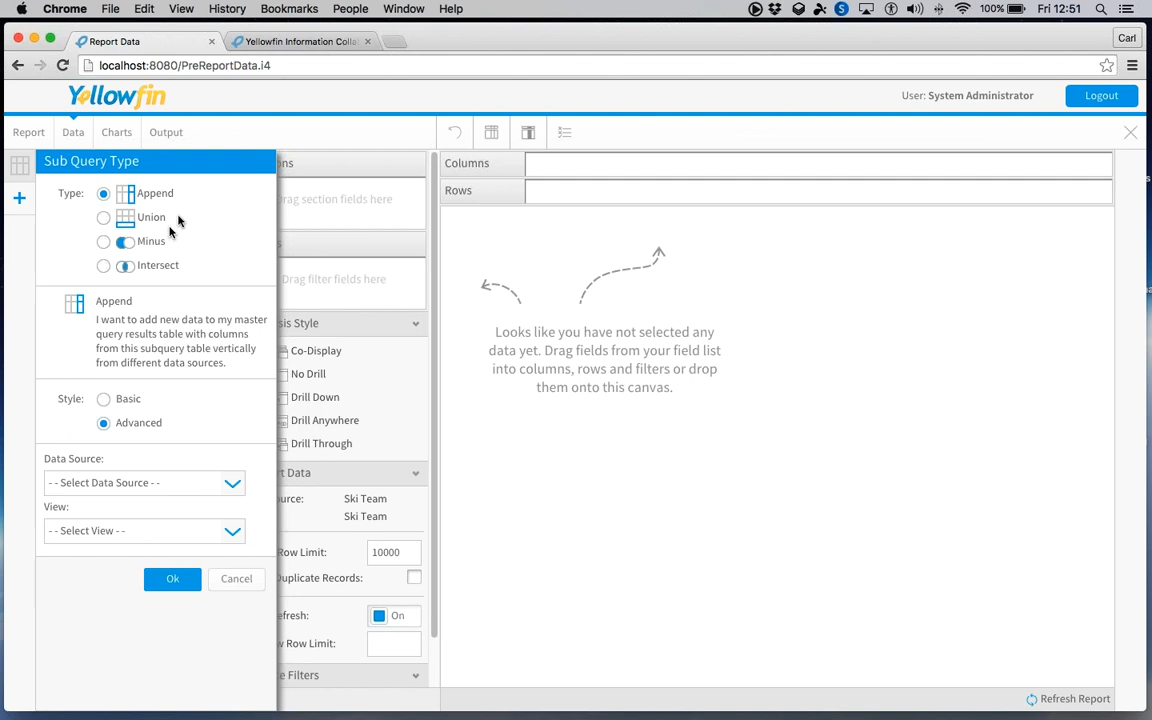 Chrome File Edit View History Bookmarks People Window Help 100% Fri 12:51
Report Data Yellowfin Information Colla Carl
localhost:8080/PreReportData.i4
Yellowfin User: System Administrator Logout
Report Data Charts Output
Sub Query Type
Type: Append
Union
Minus
Intersect
Append
I want to add new data to my master
query results table with columns
from this subquery table vertically
from different data sources.
Style: Basic
Advanced
Data Source:
- - Select Data Source - -
View:
- - Select View - -
Ok Cancel
ons
rag section fields here
s
Drag filter fields here
sis Style
Co-Display
No Drill
Drill Down
Drill Anywhere
Drill Through
rt Data
urce: Ski Team
Ski Team
Row Limit: 10000
uplicate Records:
efresh: On
w Row Limit:
e Filters
Columns
Rows
Looks like you have not selected any
data yet. Drag fields from your field list
into columns, rows and filters or drop
them onto this canvas.
Refresh Report